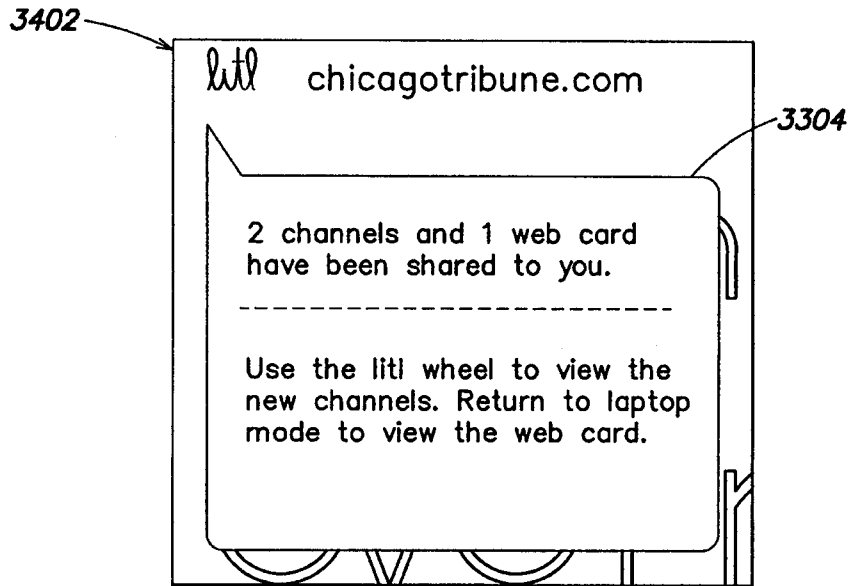 3402
litl chicagotribune.com
3304
2 channels and 1 web card
have been shared to you.
Use the litl wheel to view the
new channels. Return to laptop
mode to view the web card.